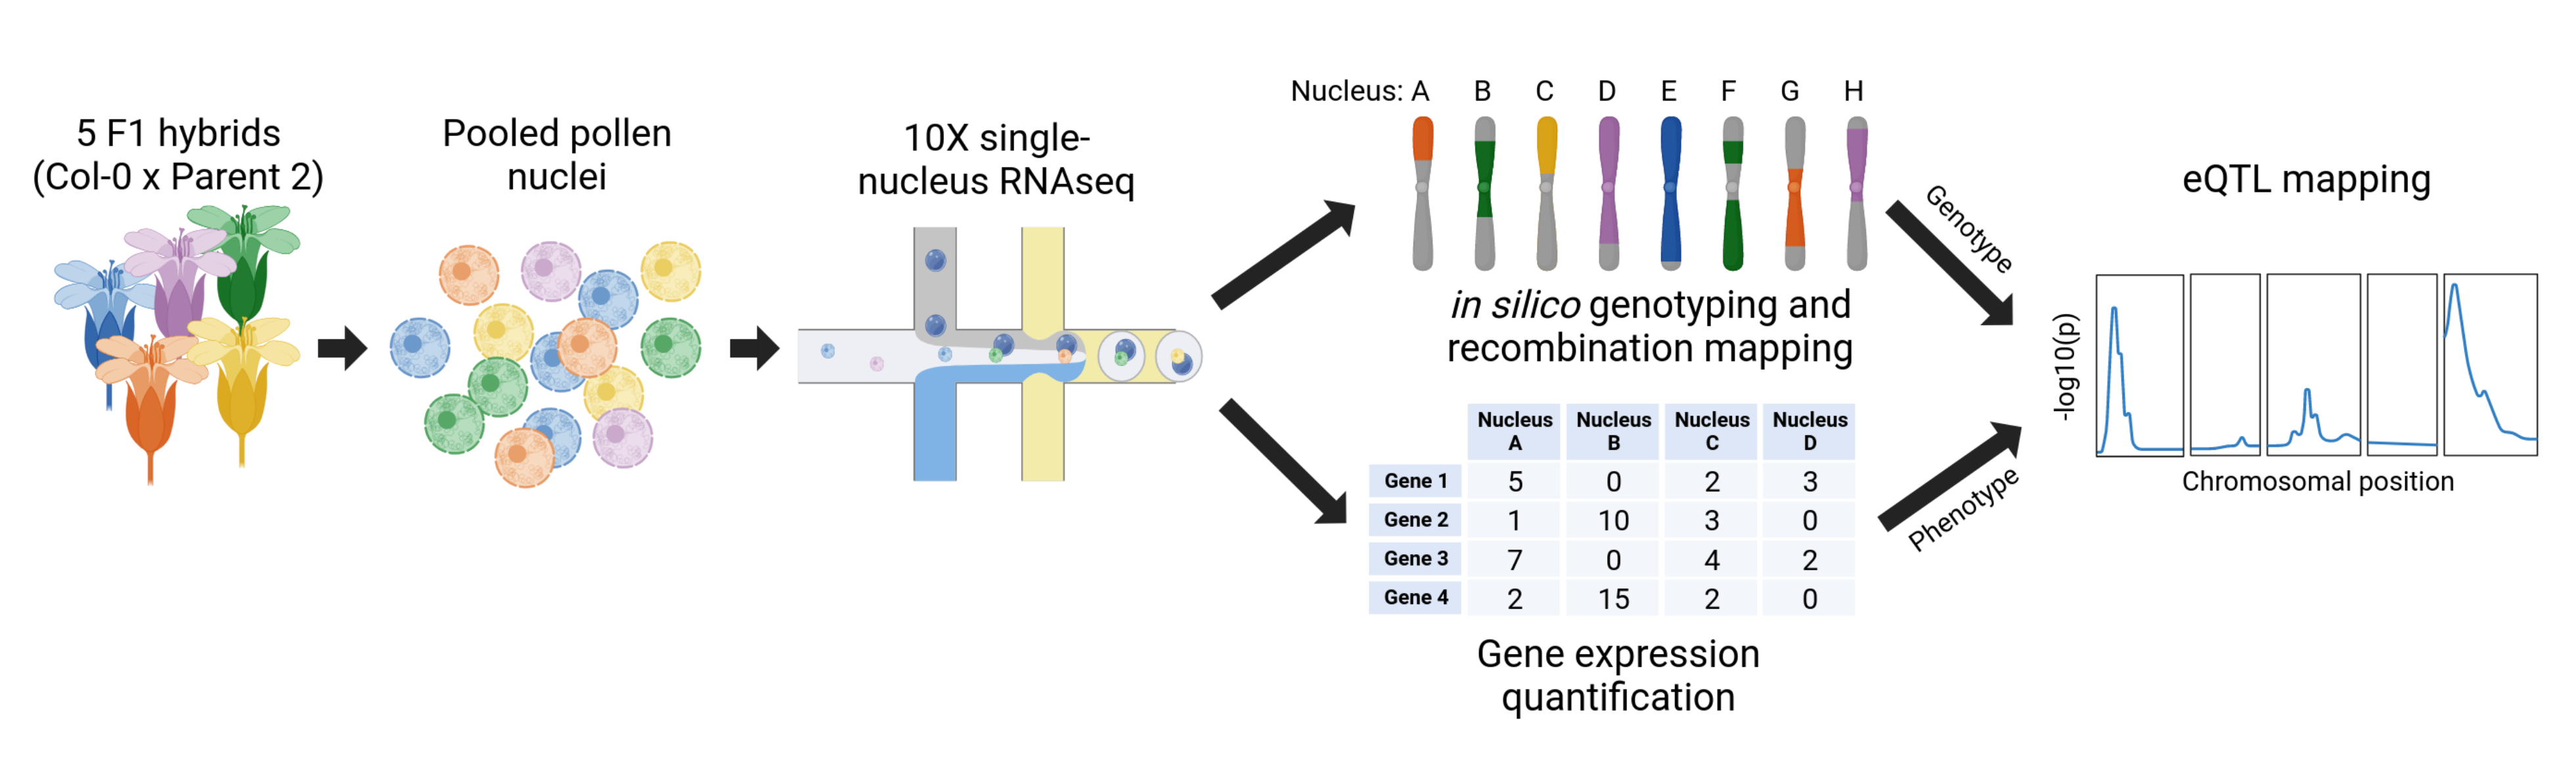 5 F1 hybrids
(Col-0 x Parent 2)
Pooled pollen
nuclei
10X single-
nucleus RNAseq
Nucleus: A B C D E F G H
in silico genotyping and
recombination mapping
Nucleus A Nucleus B Nucleus C Nucleus D
Gene 1 5 0 2 3
Gene 2 1 10 3 0
Gene 3 7 0 4 2
Gene 4 2 15 2 0
Gene expression
quantification
Genotype
Phenotype
eQTL mapping
-log10(p)
Chromosomal position